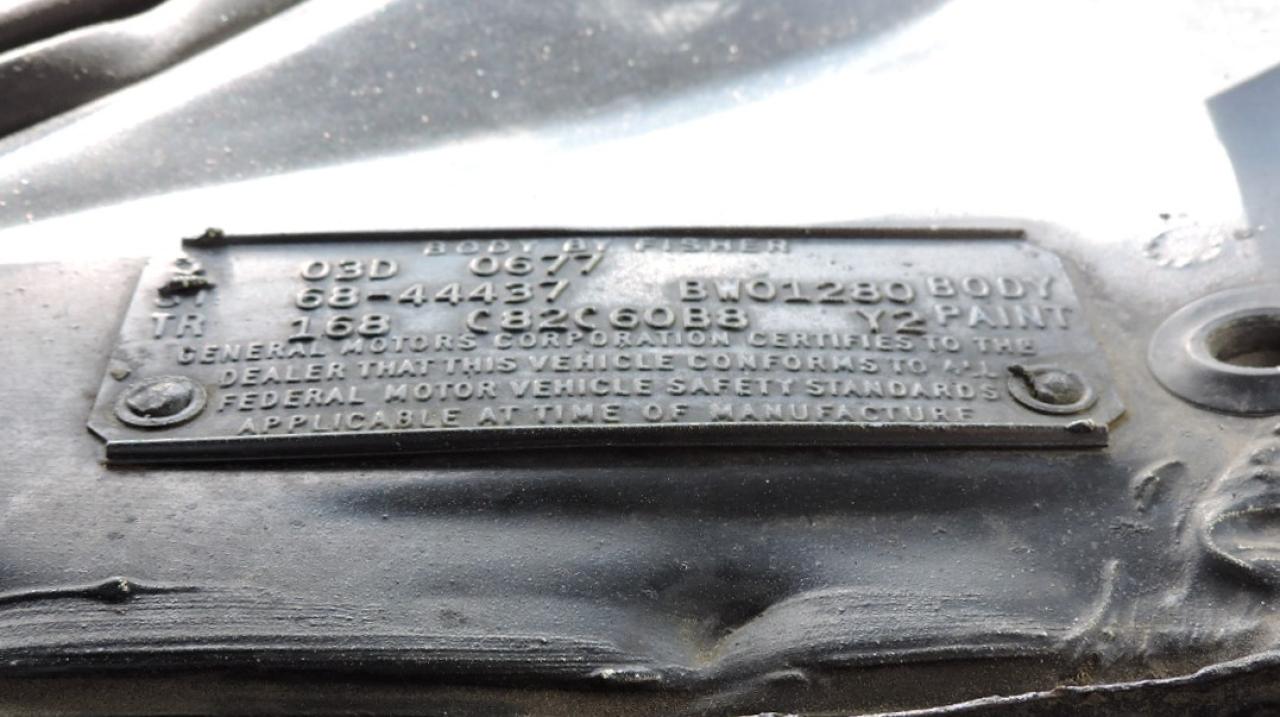 BODY BY FISHER
03D 0677
ST 68-44437 BW01280 BODY
TR 168 C82C60B8 Y2 PAINT
GENERAL MOTORS CORPORATION CERTIFIES TO THE
DEALER THAT THIS VEHICLE CONFORMS TO ALL
FEDERAL MOTOR VEHICLE SAFETY STANDARDS
APPLICABLE AT TIME OF MANUFACTURE